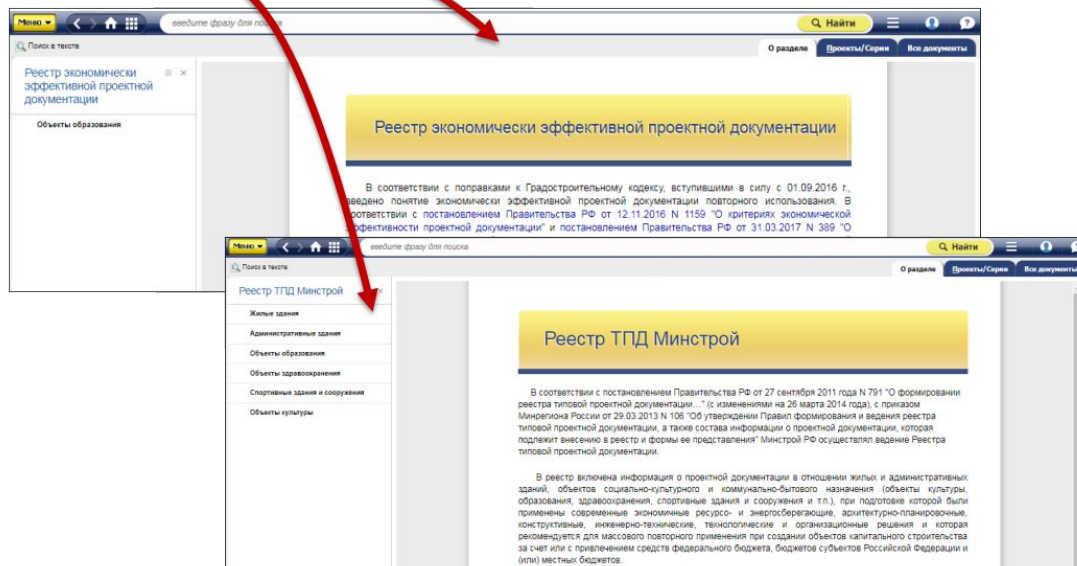 Меню
введите фразу для поиска
Найти
Поиск в тексте
О разделе
Проекты/Серии
Все документы
Реестр экономически
эффективной проектной
документации
Объекты образования
Реестр экономически эффективной проектной документации
В соответствии с поправками к Градостроительному кодексу, вступившими в силу с 01.09.2016 г.,
введено понятие экономически эффективной проектной документации повторного использования. В
соответствии с постановлением Правительства РФ от 12.11.2016 N 1159 "О критериях экономической
эффективности проектной документации" и постановлением Правительства РФ от 31.03.2017 N 389 "О
Меню
введите фразу для поиска
Найти
Поиск в тексте
О разделе
Проекты/Серии
Все документы
Реестр ТПД Минстрой
Жилые здания
Административные здания
Объекты образования
Объекты здравоохранения
Спортивные здания и сооружения
Объекты культуры
Реестр ТПД Минстрой
В соответствии с постановлением Правительства РФ от 27 сентября 2011 года N 791 "О формировании
реестра типовой проектной документации..." (с изменениями на 26 марта 2014 года), с приказом
Минрегиона России от 29.03.2013 N 106 "Об утверждении Правил формирования и ведения реестра
типовой проектной документации, а также состава информации о проектной документации, которая
подлежит внесению в реестр и формы ее представления" Минстрой РФ осуществлял ведение Реестра
типовой проектной документации.
В реестр включена информация о проектной документации в отношении жилых и административных
зданий, объектов социально-культурного и коммунально-бытового назначения (объекты культуры,
образования, здравоохранения, спортивные здания и сооружения и т.п.), при подготовке которой были
применены современные экономичные ресурсо- и энергосберегающие, архитектурно-планировочные,
конструктивные, инженерно-технические, технологические и организационные решения и которая
рекомендуется для массового повторного применения при создании объектов капитального строительства
за счет или с привлечением средств федерального бюджета, бюджетов субъектов Российской Федерации и
(или) местных бюджетов.